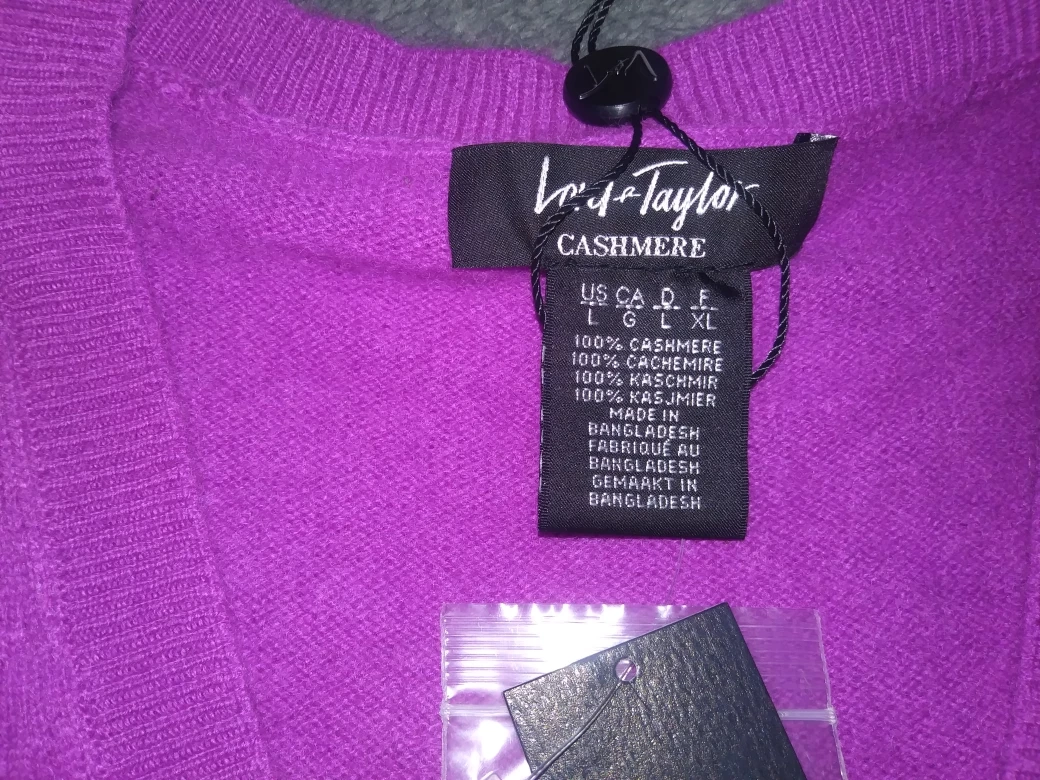 Lord & Taylor
CASHMERE
US CA D F
L G L XL
100% CASHMERE
100% CACHEMIRE
100% KASCHMIR
100% KASJMIER
MADE IN
BANGLADESH
FABRIQUÉ AU
BANGLADESH
GEMAAKT IN
BANGLADESH